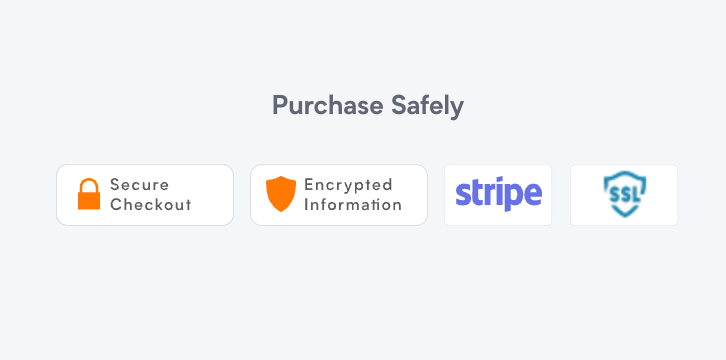 Purchase Safely
Secure
Checkout
Encrypted
Information
stripe
SSL